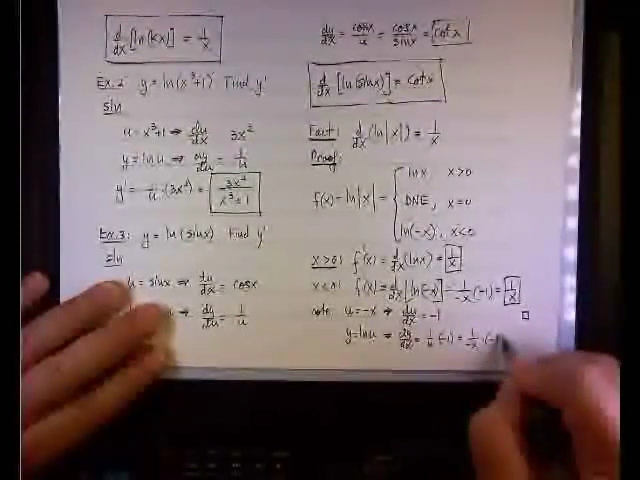 d/dx [ln(kx)] = 1/x
Ex.2: y = ln(x³+1) Find y'
sln
u = x³+1 ⇒ du/dx 3x²
y = ln u ⇒ dy/du = 1/u
y' = 1/u · (3x²) = 3x²/(x³+1)
Ex.3: y = ln(sinx) Find y'
sln
u = sinx ⇒ du/dx = cosx
u ⇒ dy/du = 1/u
dy/dx = cosx/u = cosx/sinx = cotx
d/dx [ln(sinx)] = cotx
Fact: d/dx (ln|x|) = 1/x
Proof:
f(x) = ln|x| = { lnx, x>0
DNE, x=0
ln(-x), x<0
x>0: f'(x) = d/dx (lnx) = 1/x
x<0: f'(x) = d/dx [ln(-x)] = 1/-x (-1) = 1/x
note: u = -x ⇒ du/dx = -1 □
y = ln u ⇒ dy/dx = 1/u (-1) = 1/-x · (-1